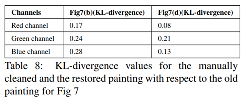 Channels Fig7(b)(KL-divergence) Fig7(d)(KL-divergence)
Red channel 0.17 0.08
Green channel 0.24 0.21
Blue channel 0.28 0.13
Table 8: KL-divergence values for the manually
cleaned and the restored painting with respect to the old
painting for Fig 7